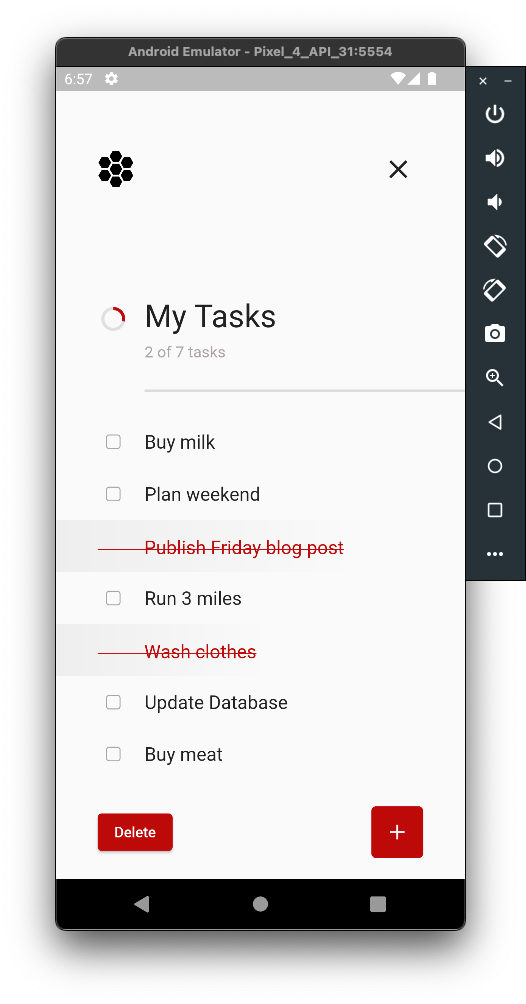 Android Emulator - Pixel_4_API_31:5554
6:57
My Tasks
2 of 7 tasks
Buy milk
Plan weekend
Publish Friday blog post
Run 3 miles
Wash clothes
Update Database
Buy meat
Delete